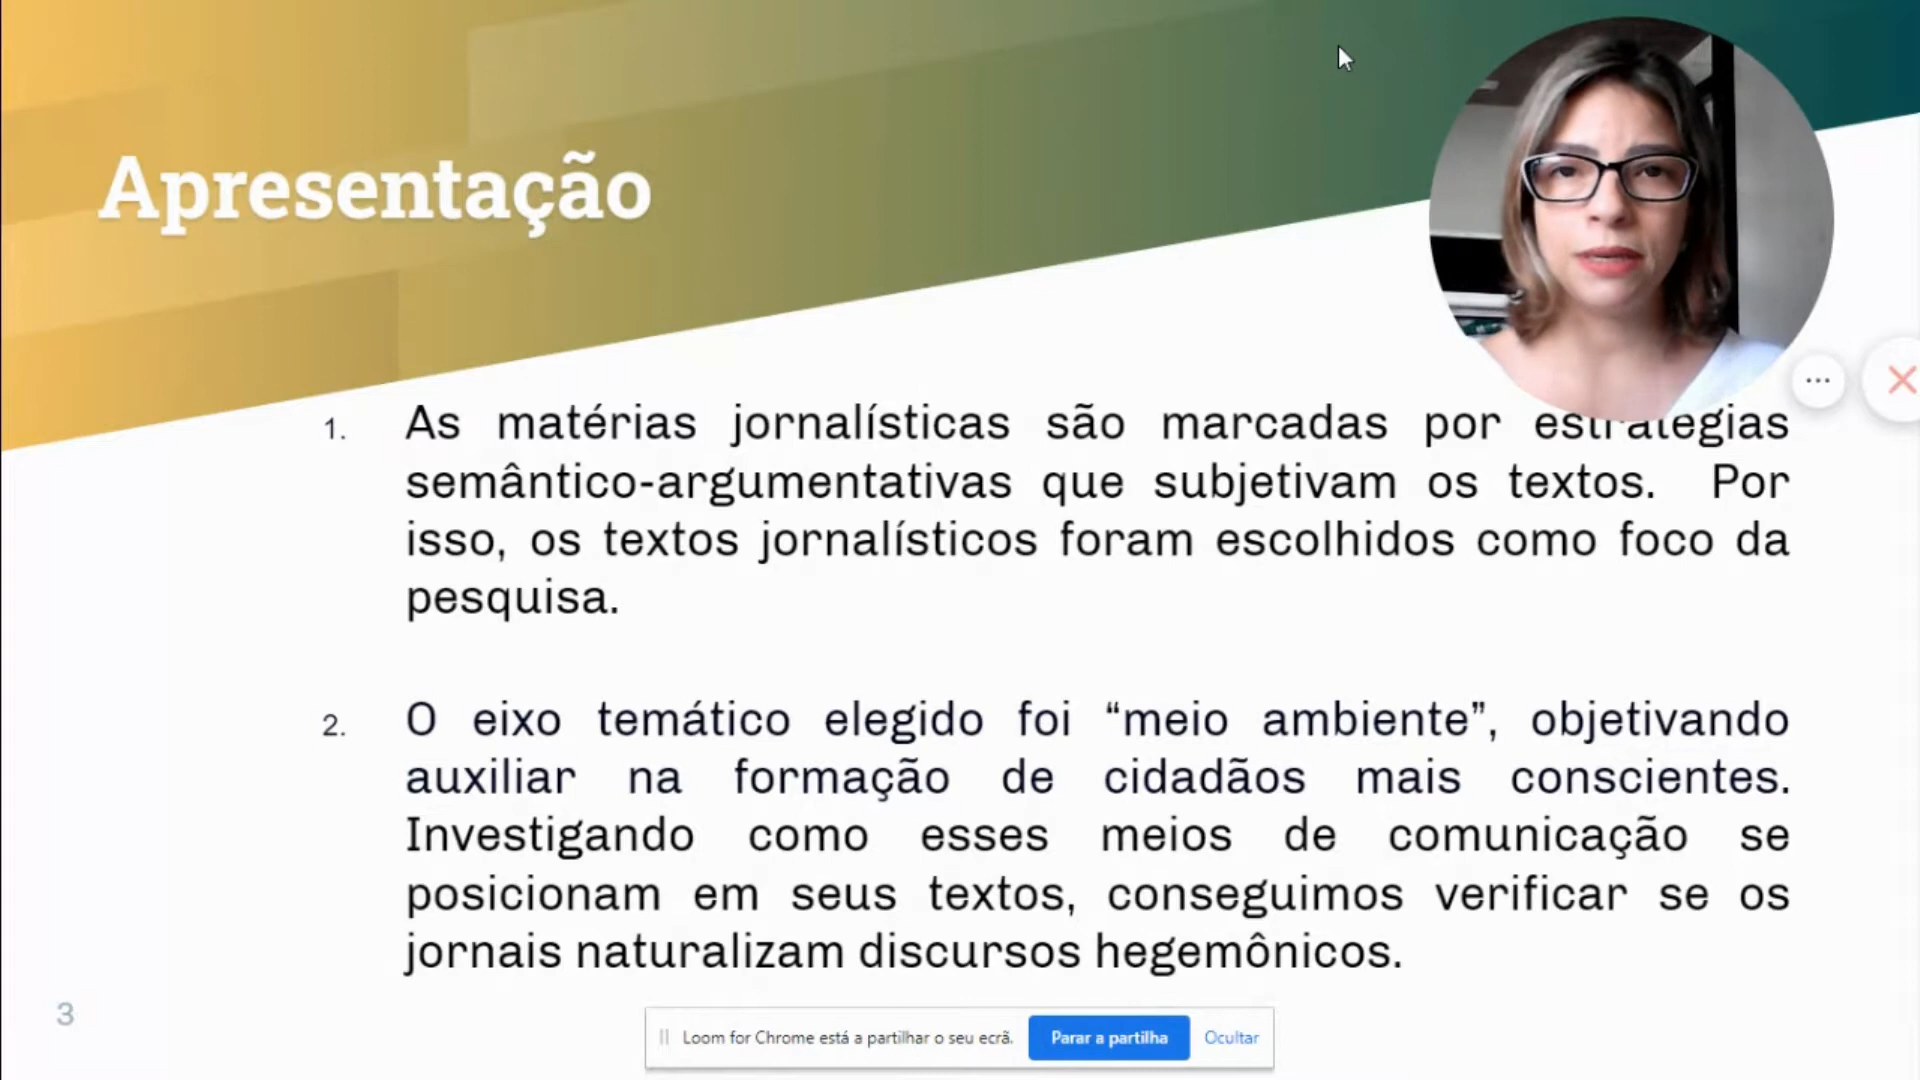 Apresentação
1. As matérias jornalísticas são marcadas por estratégias
semântico-argumentativas que subjetivam os textos. Por
isso, os textos jornalísticos foram escolhidos como foco da
pesquisa.
2. O eixo temático elegido foi “meio ambiente”, objetivando
auxiliar na formação de cidadãos mais conscientes.
Investigando como esses meios de comunicação se
posicionam em seus textos, conseguimos verificar se os
jornais naturalizam discursos hegemônicos.
3
Loom for Chrome está a partilhar o seu ecrã. Parar a partilha Ocultar